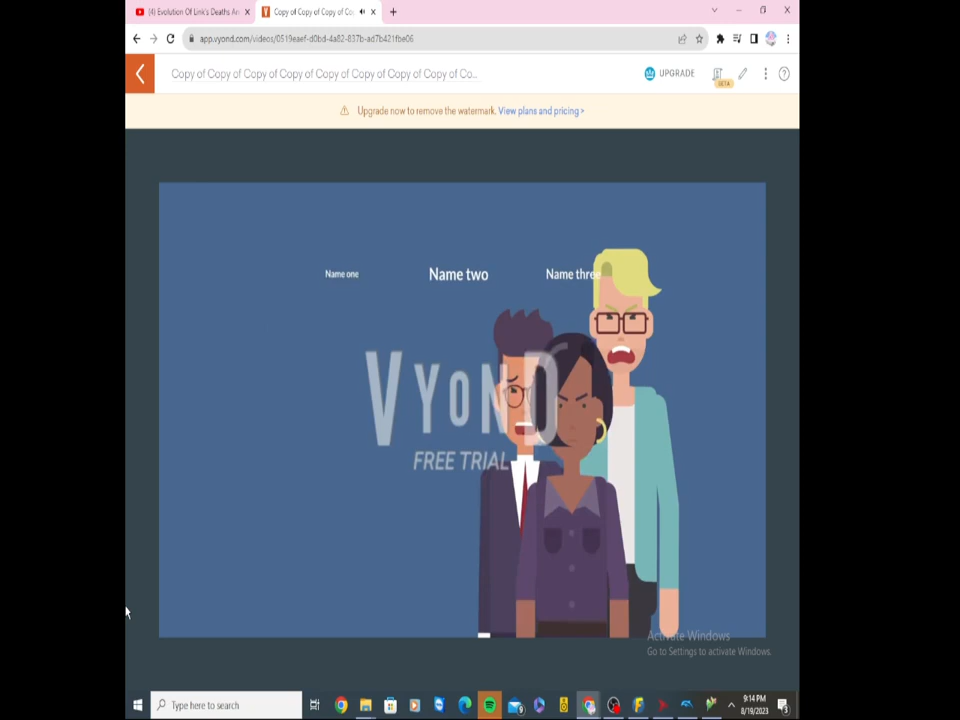 (4) Evolution Of Link's Deaths An
Copy of Copy of Copy of Co
app.vyond.com/videos/0519eaef-d0bd-4a82-837b-ad7b421fbe06
Copy of Copy of Copy of Copy of Copy of Copy of Copy of Copy of Co...
UPGRADE
BETA
Upgrade now to remove the watermark. View plans and pricing >
Name one
Name two
Name three
VYOND
FREE TRIAL
Activate Windows
Go to Settings to activate Windows.
Type here to search
9:14 PM
8/19/2023